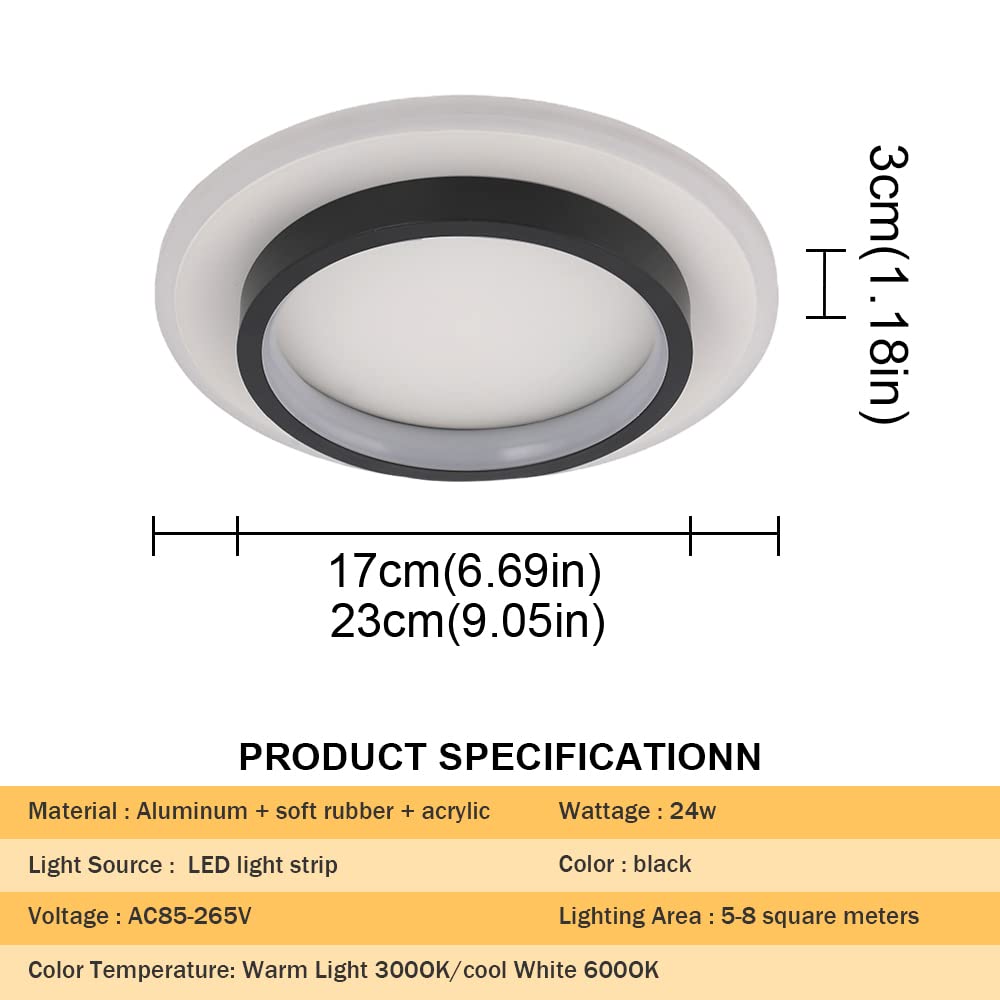 3cm(1.18in)
17cm(6.69in)
23cm(9.05in)
PRODUCT SPECIFICATIONN
Material : Aluminum + soft rubber + acrylic
Wattage : 24w
Light Source : LED light strip
Color : black
Voltage : AC85-265V
Lighting Area : 5-8 square meters
Color Temperature: Warm Light 3000K/cool White 6000K